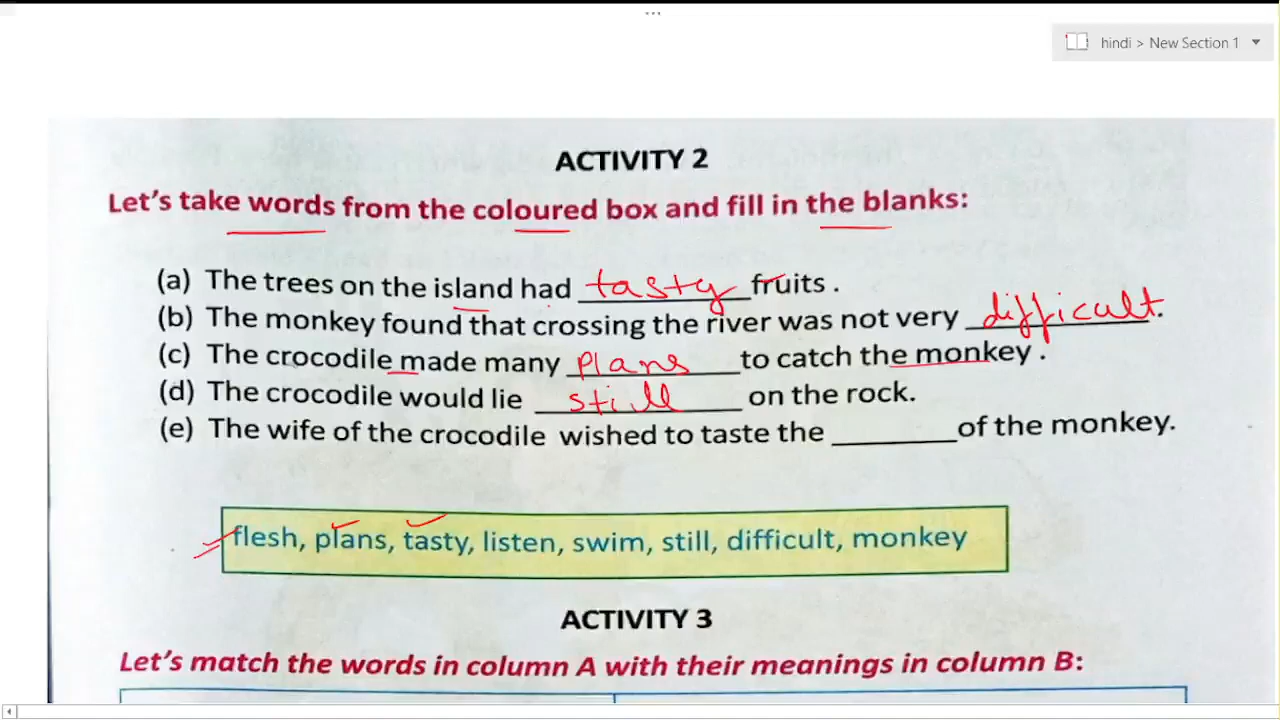 ...
hindi > New Section 1
ACTIVITY 2
Let's take words from the coloured box and fill in the blanks:
(a) The trees on the island had tasty fruits .
(b) The monkey found that crossing the river was not very difficult.
(c) The crocodile made many plans to catch the monkey .
(d) The crocodile would lie still on the rock.
(e) The wife of the crocodile wished to taste the ________ of the monkey.
flesh, plans, tasty, listen, swim, still, difficult, monkey
ACTIVITY 3
Let's match the words in column A with their meanings in column B: